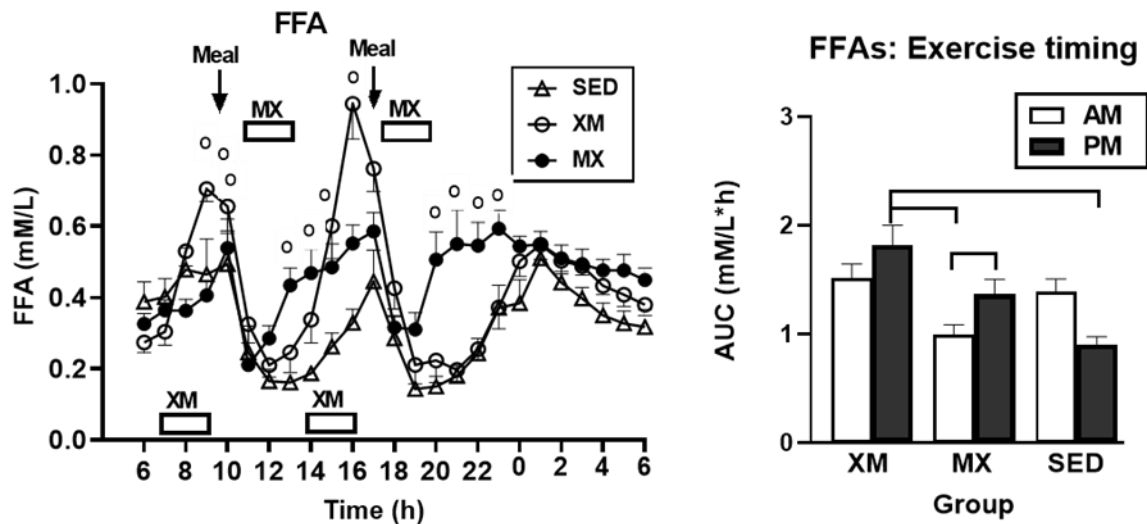 FFA
Meal
Meal
MX
MX
SED
XM
MX
FFA (mM/L)
1.0
0.8
0.6
0.4
0.2
0.0
XM
XM
6 8 10 12 14 16 18 20 22 0 2 4 6
Time (h)
FFAs: Exercise timing
AM
PM
AUC (mM/L*h)
3
2
1
0
XM MX SED
Group